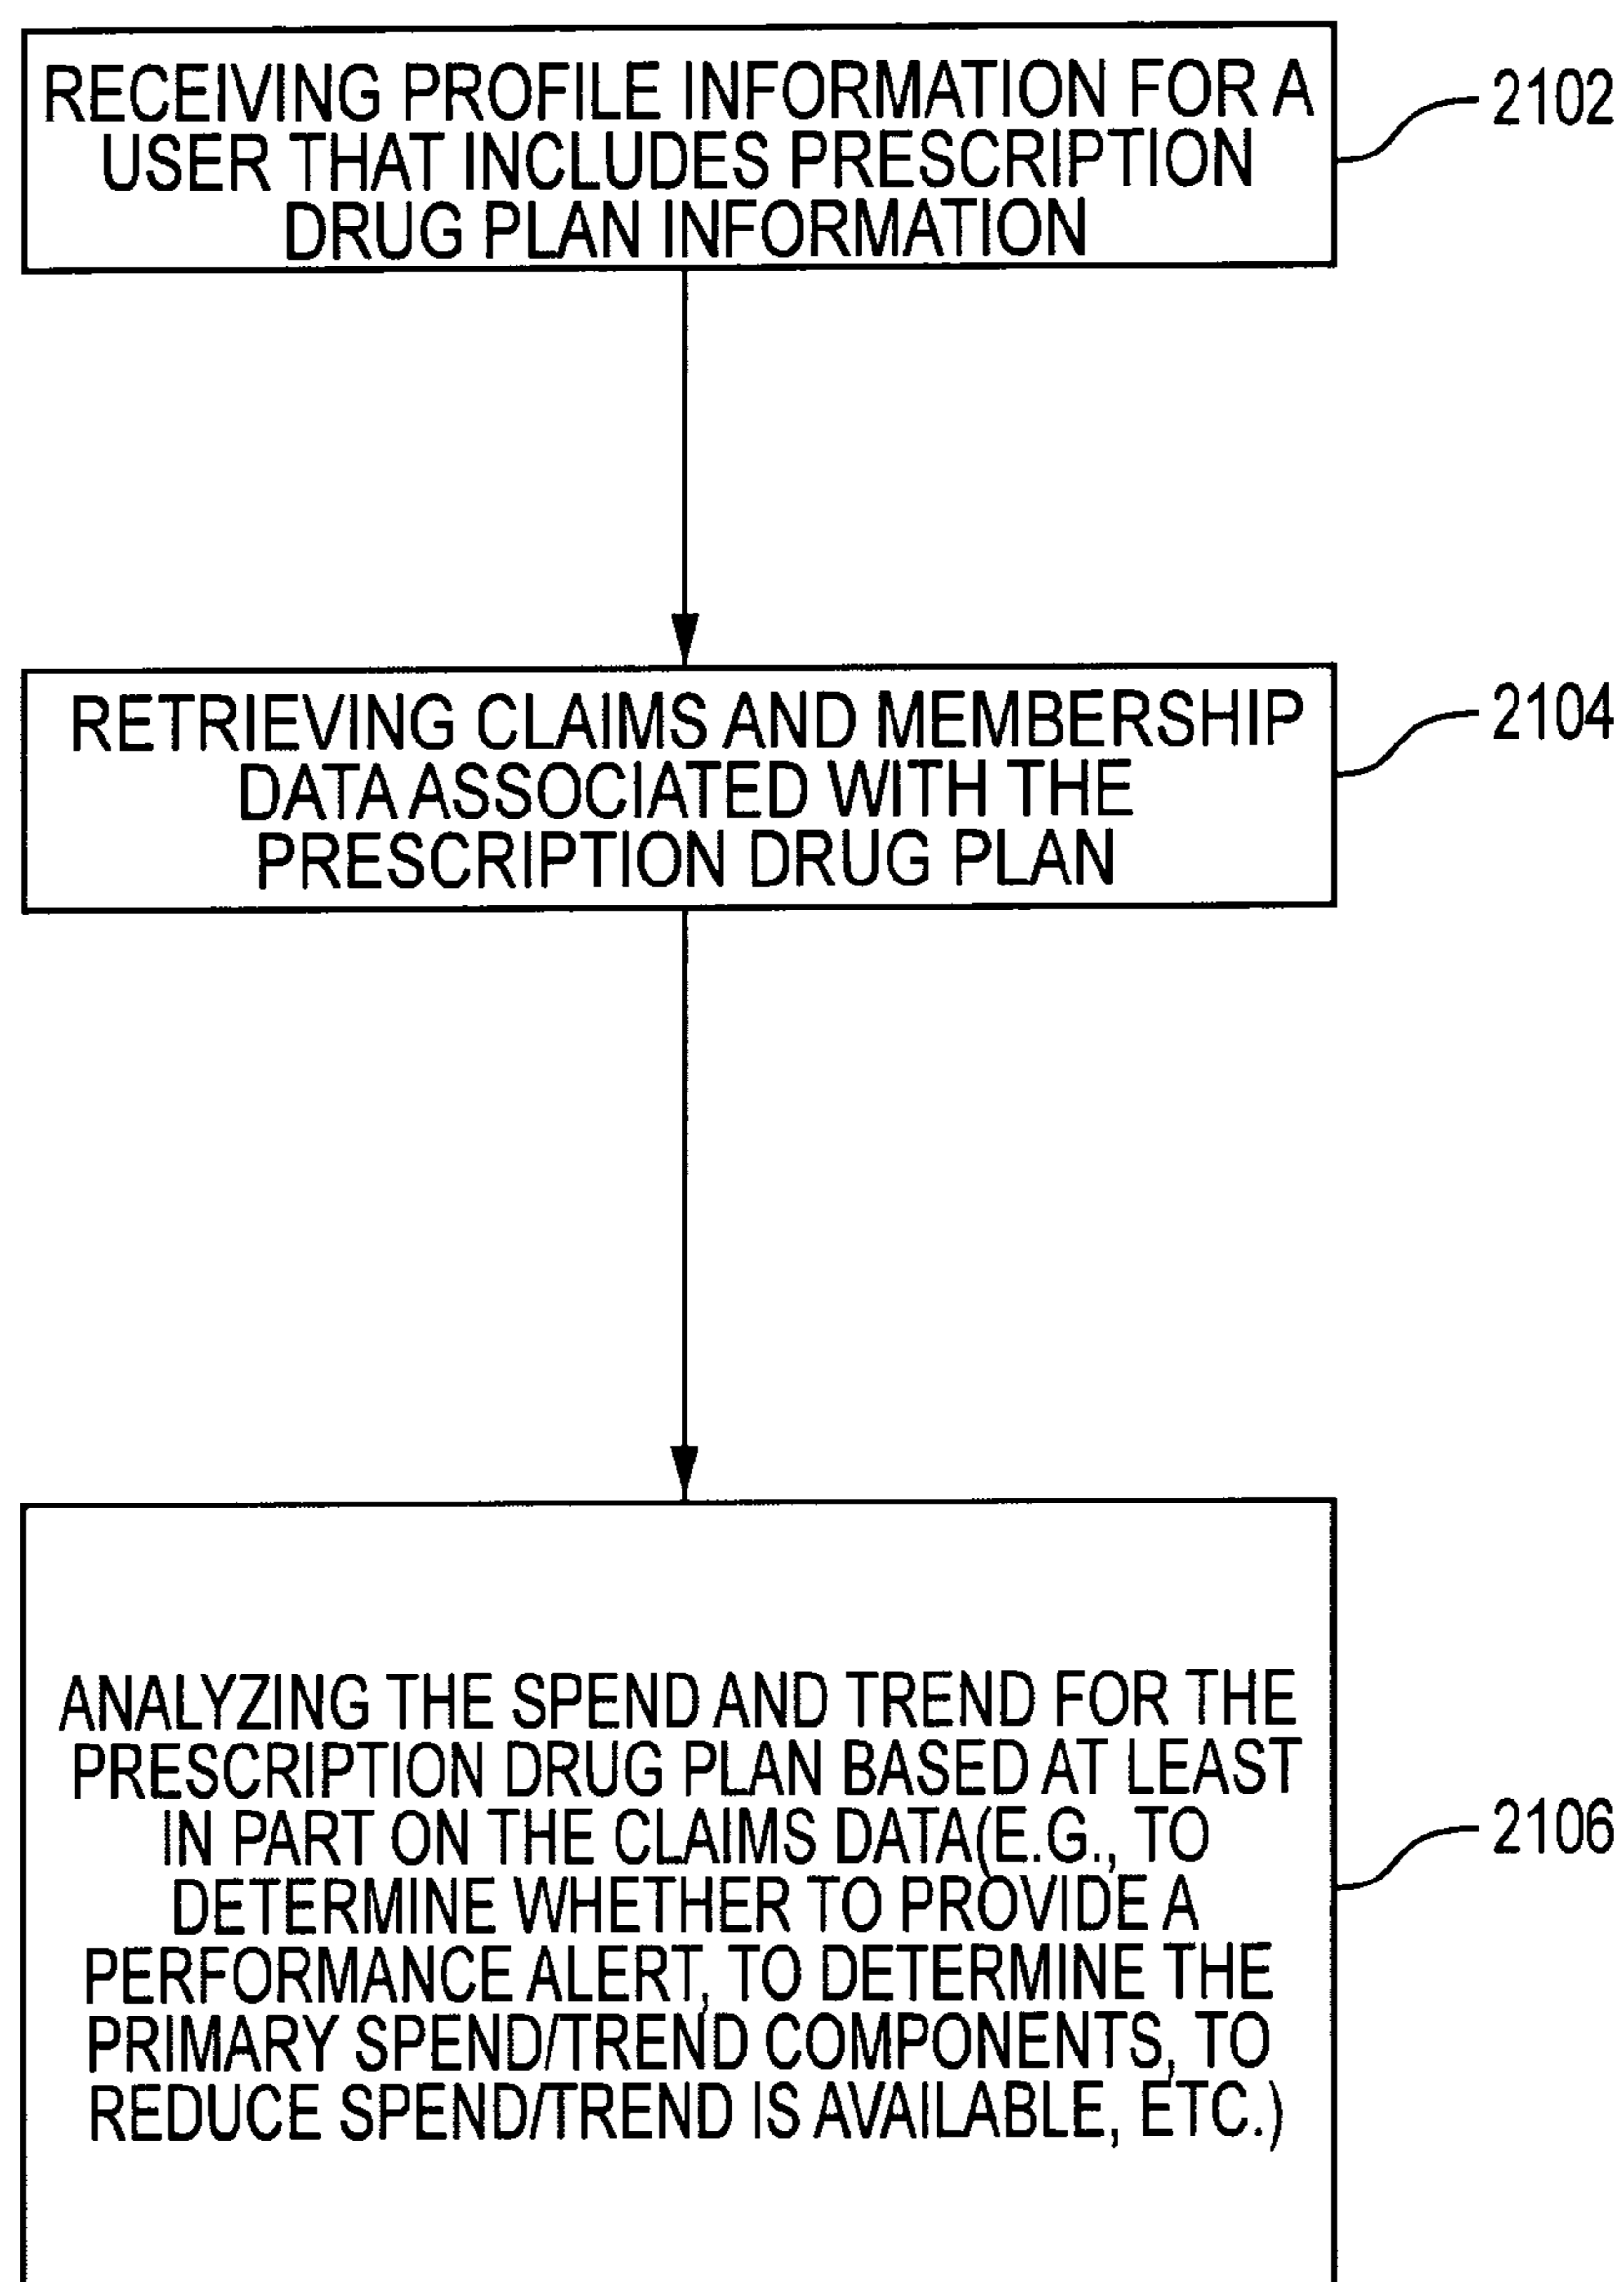 RECEIVING PROFILE INFORMATION FOR A
USER THAT INCLUDES PRESCRIPTION
DRUG PLAN INFORMATION
2102
RETRIEVING CLAIMS AND MEMBERSHIP
DATA ASSOCIATED WITH THE
PRESCRIPTION DRUG PLAN
2104
ANALYZING THE SPEND AND TREND FOR THE
PRESCRIPTION DRUG PLAN BASED AT LEAST
IN PART ON THE CLAIMS DATA(E.G., TO
DETERMINE WHETHER TO PROVIDE A
PERFORMANCE ALERT, TO DETERMINE THE
PRIMARY SPEND/TREND COMPONENTS, TO
REDUCE SPEND/TREND IS AVAILABLE, ETC.)
2106